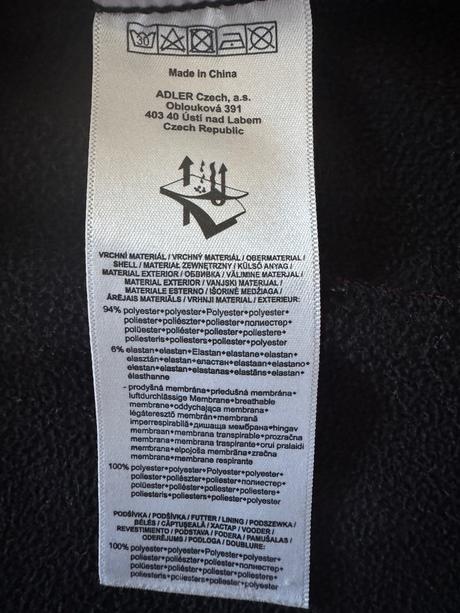 30
Made in China
ADLER Czech, a.s.
Oblouková 391
403 40 Ústí nad Labem
Czech Republic
VRCHNÍ MATERIÁL / VRCHNÝ MATERIÁL / OBERMATERIAL /
SHELL / MATERIAŁ ZEWNĘTRZNY / KÜLSŐ ANYAG /
MATERIAL EXTERIOR / ОБВИВКА / VÄLIMINE MATERJAL /
MATERIAL EXTERIOR / VANJSKI MATERIJAL /
MATERIALE ESTERNO / IŠORINĖ MEDŽIAGA /
ĀRĒJAIS MATERIĀLS / VRHNJI MATERIAL / EXTERIEUR:
94% polyester•polyester•Polyester•polyester•
poliester•poliészter•poliester•полиестер•
polüester•poliéster•poliester•poliestere•
poliesteris•poliesters•poliester•polyester
6% elastan•elastan•Elastan•elastane•elastan•
elasztán•elastan•еластан•elastaan•elastano•
elastan•elastan•elastanas•elastāns•elastan•
élasthanne
- prodyšná membrána•priedušná membrána•
luftdurchlässige Membrane•breathable
membrane•oddychająca membrana•
légáteresztő membrán•membrană
imperrespirabilă•дишаща мембрана•hingav
membraan•membrana transpirable•prozračna
membrana•membrana traspirante•orui pralaidi
membrana•elpojoša membrāna•zračna
membrana•membrane respirante
100% polyester•polyester•Polyester•polyester•
poliester•poliészter•poliester•полиестер•
polüester•poliéster•poliester•poliestere•
poliesteris•poliesters•poliester•polyester
PODŠÍVKA / PODŠÍVKA / FUTTER / LINING / PODSZEWKA /
BÉLÉS / CĂPTUŞEALĂ / ХАСТАР / VOODER /
REVESTIMIENTO / PODSTAVA / FODERA / PAMUŠALAS /
ODERĒJUMS / PODLOGA / DOUBLURE:
100% polyester•polyester•Polyester•polyester•
poliester•poliészter•poliester•полиестер•
polüester•poliéster•poliester•poliestere•
poliesteris•poliesters•poliester•polyester